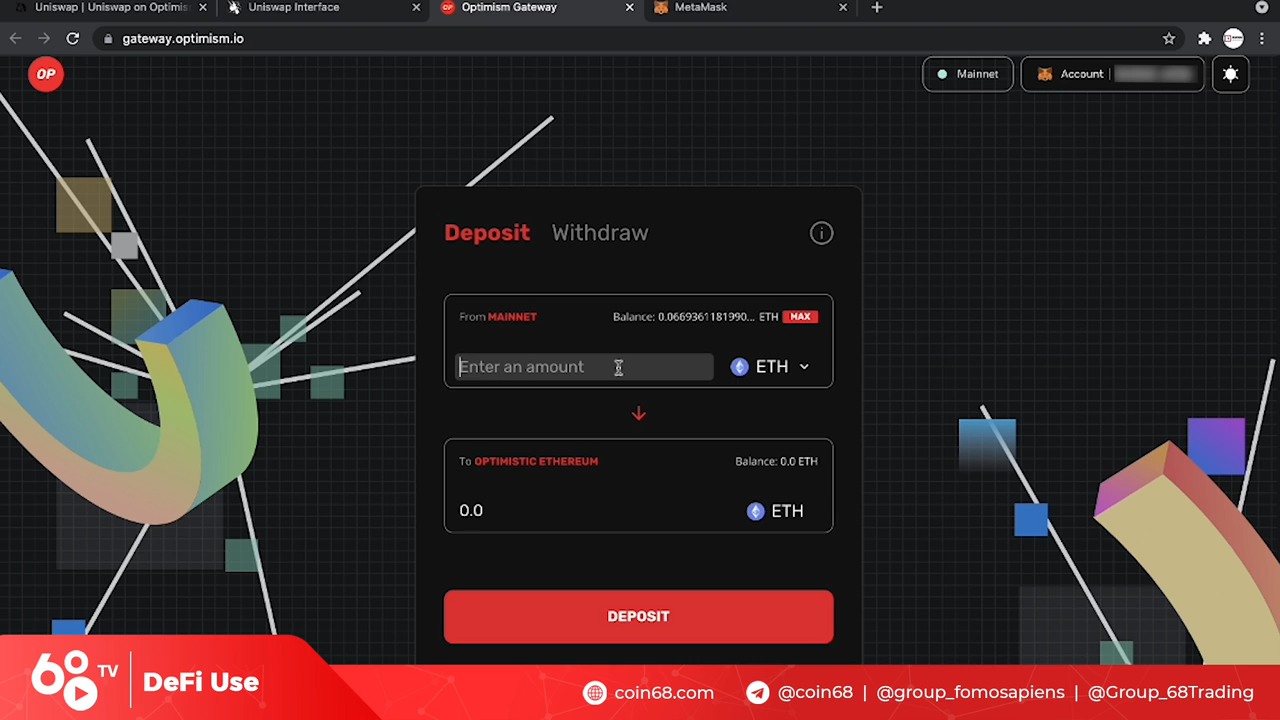 Uniswap | Uniswap on Optimis
Uniswap Interface
Optimism Gateway
MetaMask
gateway.optimism.io
OP
Mainnet
Account
Deposit Withdraw
From MAINNET Balance: 0.0669361181990... ETH MAX
Enter an amount ETH
To OPTIMISTIC ETHEREUM Balance: 0.0 ETH
0.0 ETH
DEPOSIT
68 TV DeFi Use
coin68.com @coin68 | @group_fomosapiens | @Group_68Trading